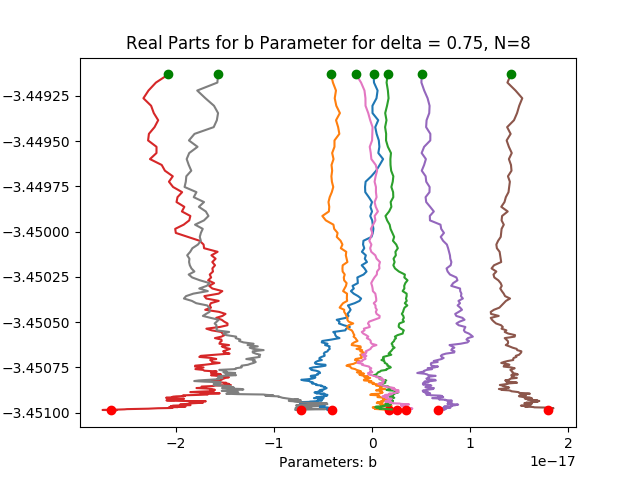 Real Parts for b Parameter for delta = 0.75, N=8
−3.44925
−3.44950
−3.44975
−3.45000
−3.45025
−3.45050
−3.45075
−3.45100
−2 −1 0 1 2
1e−17
Parameters: b